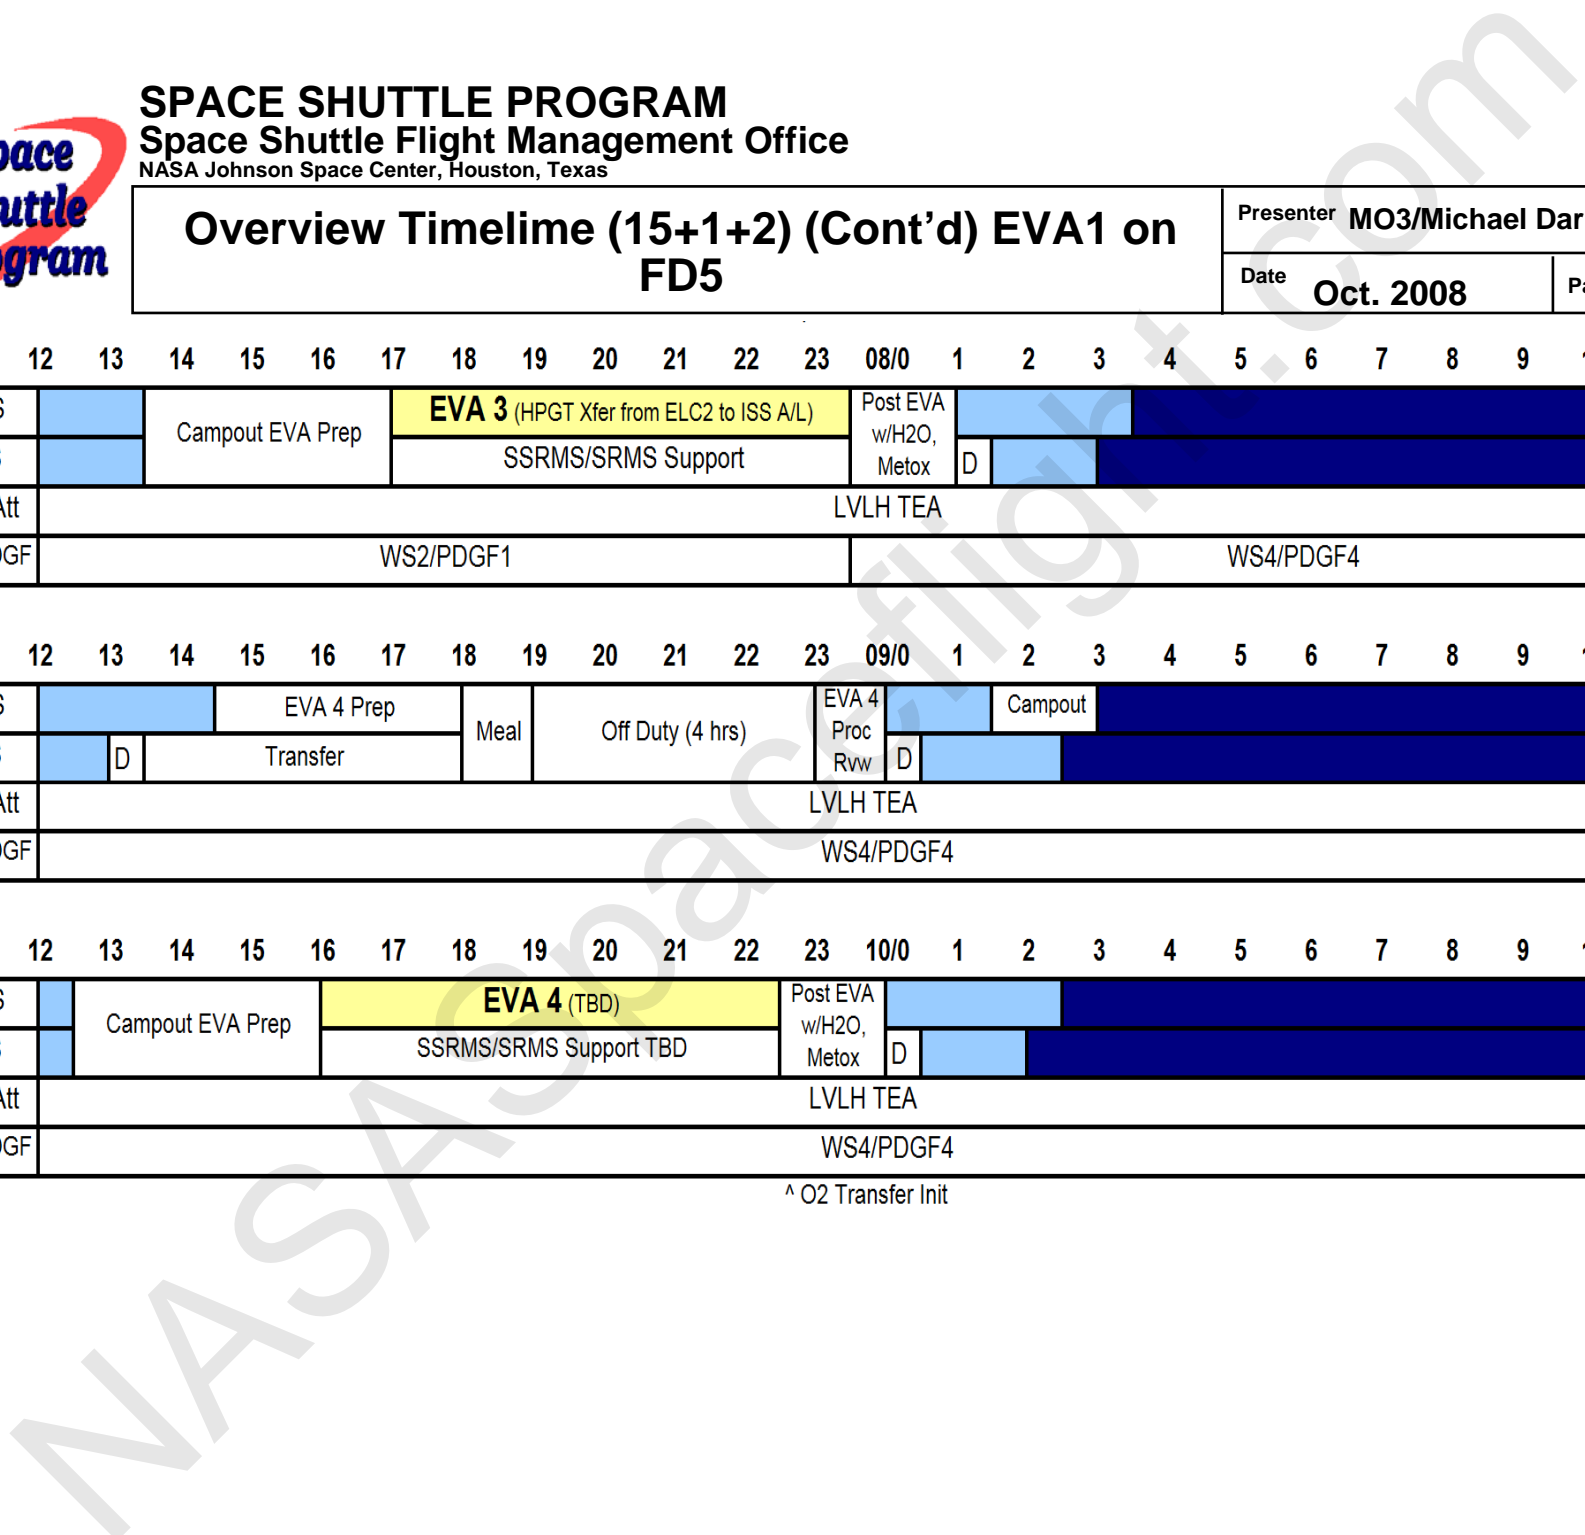 SPACE SHUTTLE PROGRAM
Space Shuttle Flight Management Office
NASA Johnson Space Center, Houston, Texas
Overview Timelime (15+1+2) (Cont'd) EVA1 on
FD5
Presenter MO3/Michael Dar
Date Oct. 2008
12 13 14 15 16 17 18 19 20 21 22 23 08/0 1 2 3 4 5 6 7 8 9
Campout EVA Prep
EVA 3 (HPGT Xfer from ELC2 to ISS A/L)
SSRMS/SRMS Support
Post EVA
w/H2O,
Metox
D
Att
LVLH TEA
WS2/PDGF1
WS4/PDGF4
12 13 14 15 16 17 18 19 20 21 22 23 09/0 1 2 3 4 5 6 7 8 9
EVA 4 Prep
Meal
Off Duty (4 hrs)
EVA 4
Proc
Rvw
Campout
D
Transfer
D
Att
LVLH TEA
WS4/PDGF4
12 13 14 15 16 17 18 19 20 21 22 23 10/0 1 2 3 4 5 6 7 8 9
Campout EVA Prep
EVA 4 (TBD)
SSRMS/SRMS Support TBD
Post EVA
w/H2O,
Metox
D
Att
LVLH TEA
WS4/PDGF4
^ O2 Transfer Init
NASASpaceflight.com